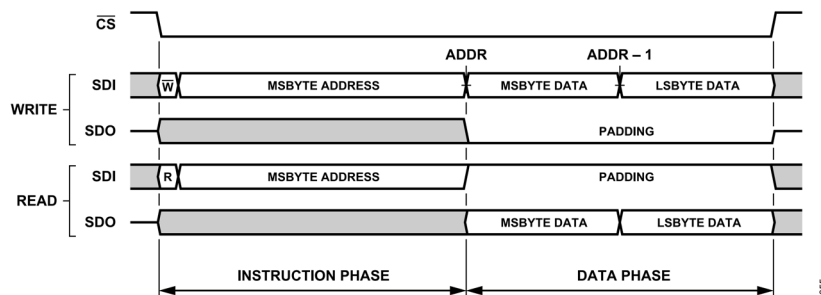 CS
ADDR ADDR – 1
SDI W MSBYTE ADDRESS MSBYTE DATA LSBYTE DATA
WRITE
SDO PADDING
SDI R MSBYTE ADDRESS PADDING
READ
SDO MSBYTE DATA LSBYTE DATA
INSTRUCTION PHASE DATA PHASE